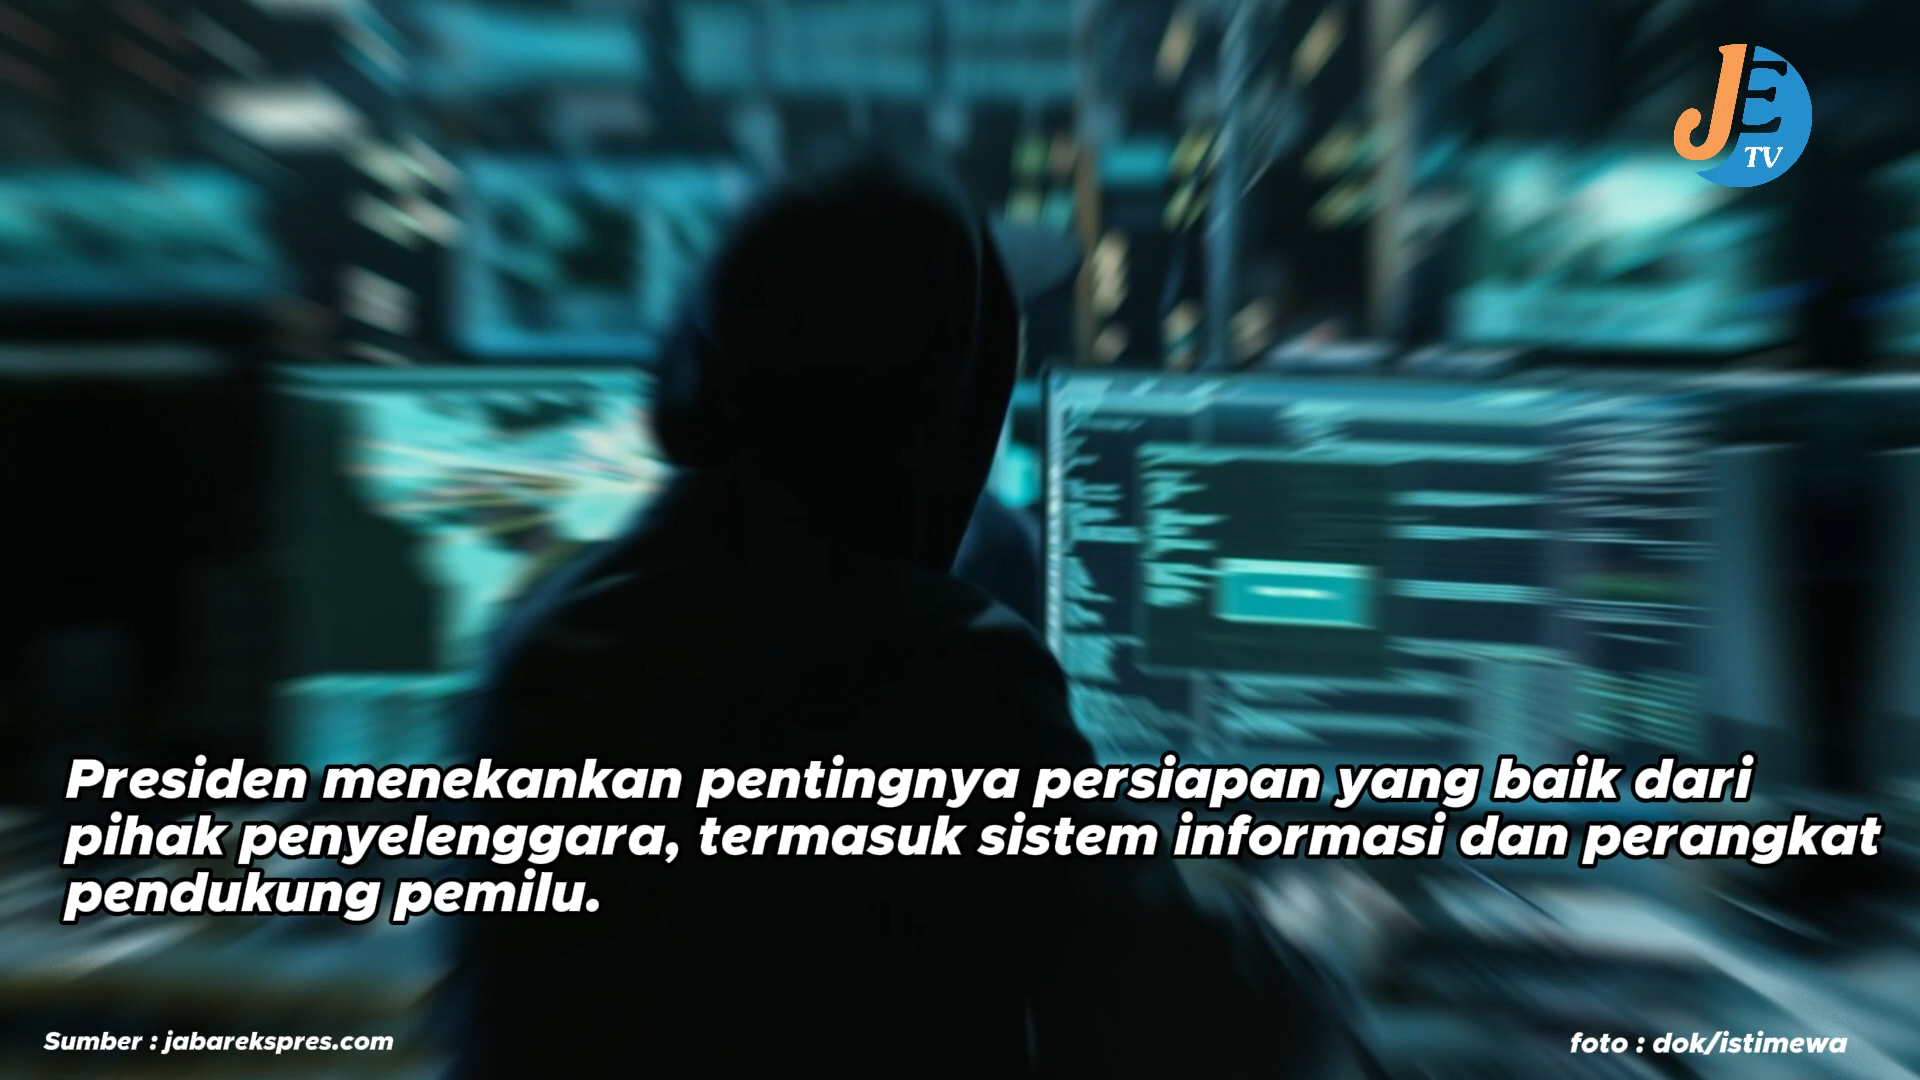 JE
TV
Presiden menekankan pentingnya persiapan yang baik dari
pihak penyelenggara, termasuk sistem informasi dan perangkat
pendukung pemilu.
Sumber : jabarekspres.com
foto : dok/istimewa